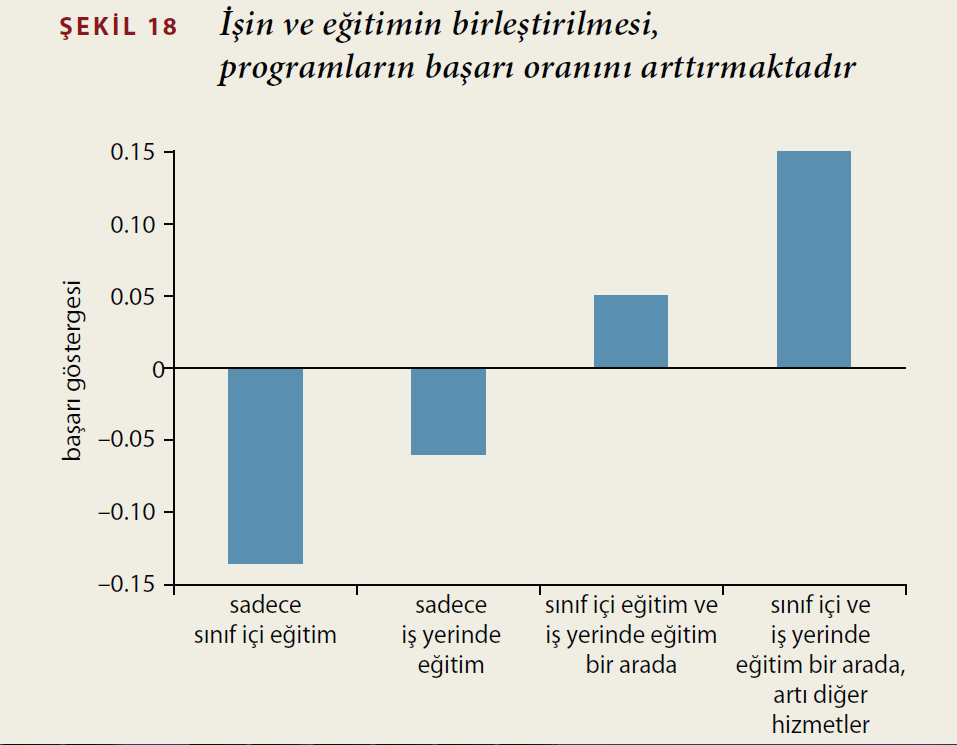 ŞEKİL 18 İşin ve eğitimin birleştirilmesi,
programların başarı oranını arttırmaktadır
başarı göstergesi
0.15
0.10
0.05
0
–0.05
–0.10
–0.15
sadece
sınıf içi eğitim
sadece
iş yerinde
eğitim
sınıf içi eğitim ve
iş yerinde eğitim
bir arada
sınıf içi ve
iş yerinde
eğitim bir arada,
artı diğer
hizmetler